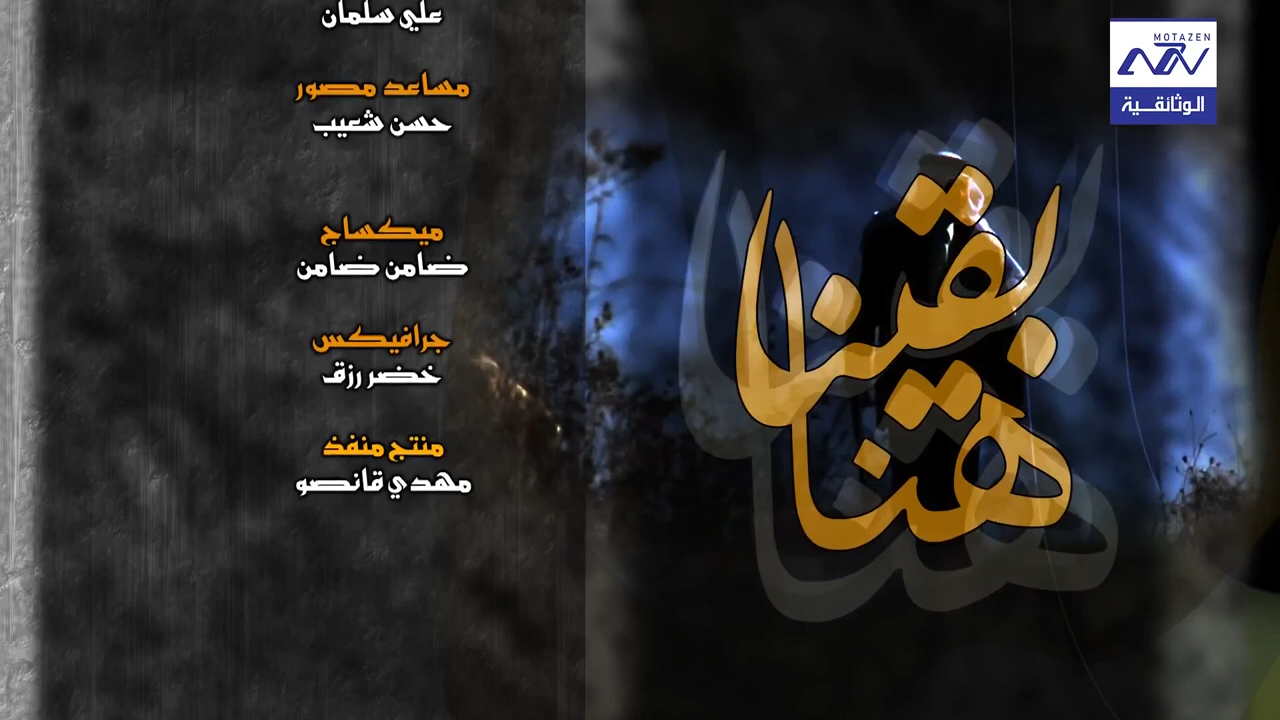 علي سلمان
مساعد مصور
حسن شعيب
ميكساج
ضامن ضامن
جرافيكس
خضر رزق
منتج منفذ
مهدي قانصو
بقينا
هنا
MOTAZEN
الوثائقية